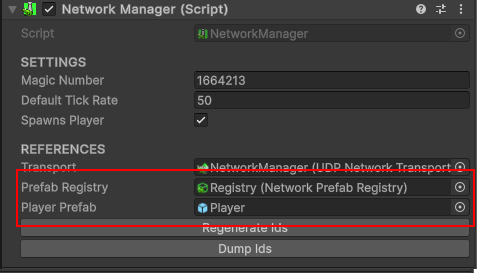 Network Manager (Script)
Script NetworkManager
SETTINGS
Magic Number 1664213
Default Tick Rate 50
Spawns Player
REFERENCES
Transport NetworkManager (UDP Network Transport
Prefab Registry Registry (Network Prefab Registry)
Player Prefab Player
Regenerate Ids
Dump Ids